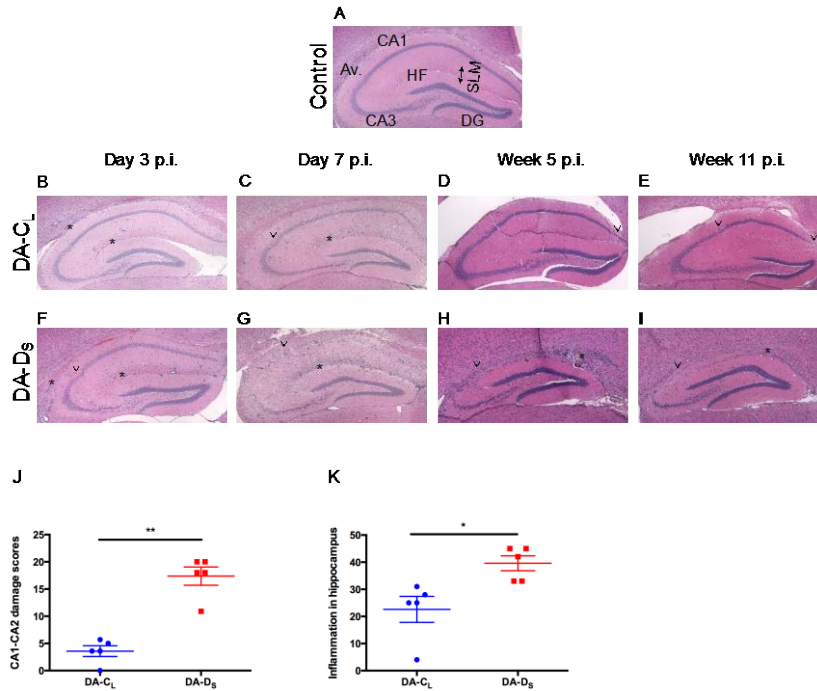 A
Control
CA1
Av.
HF
SLM
CA3
DG
Day 3 p.i.
Day 7 p.i.
Week 5 p.i.
Week 11 p.i.
DA-CL
B
*
*
C
*
D
E
DA-DS
F
*
*
G
*
H
*
I
*
J
**
CA1-CA2 damage scores
25
20
15
10
5
0
DA-CL
DA-DS
K
*
Inflammation in hippocampus
50
40
30
20
10
0
DA-CL
DA-DS